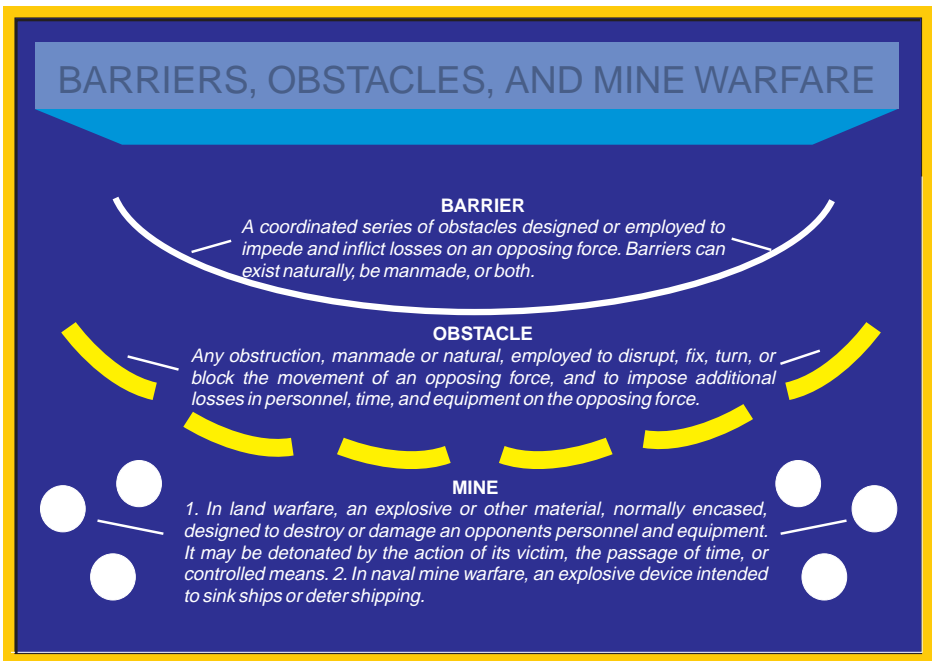 BARRIERS, OBSTACLES, AND MINE WARFARE
BARRIER
A coordinated series of obstacles designed or employed to
impede and inflict losses on an opposing force. Barriers can
exist naturally, be manmade, or both.
OBSTACLE
Any obstruction, manmade or natural, employed to disrupt, fix, turn, or
block the movement of an opposing force, and to impose additional
losses in personnel, time, and equipment on the opposing force.
MINE
1. In land warfare, an explosive or other material, normally encased,
designed to destroy or damage an opponents personnel and equipment.
It may be detonated by the action of its victim, the passage of time, or
controlled means. 2. In naval mine warfare, an explosive device intended
to sink ships or deter shipping.